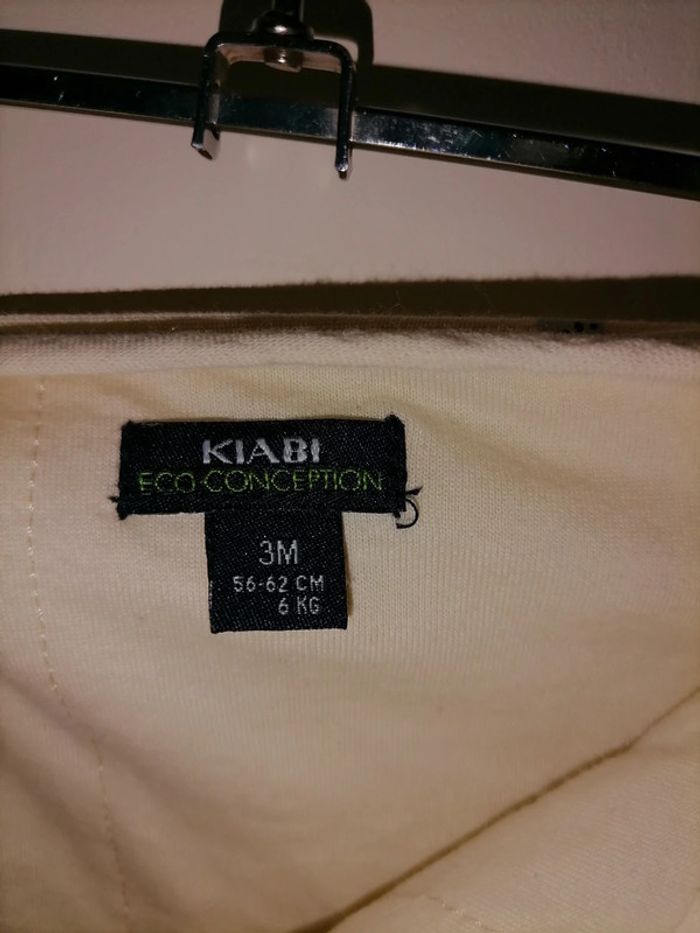 KIABI
ECO-CONCEPTION
3M
56-62 CM
6 KG